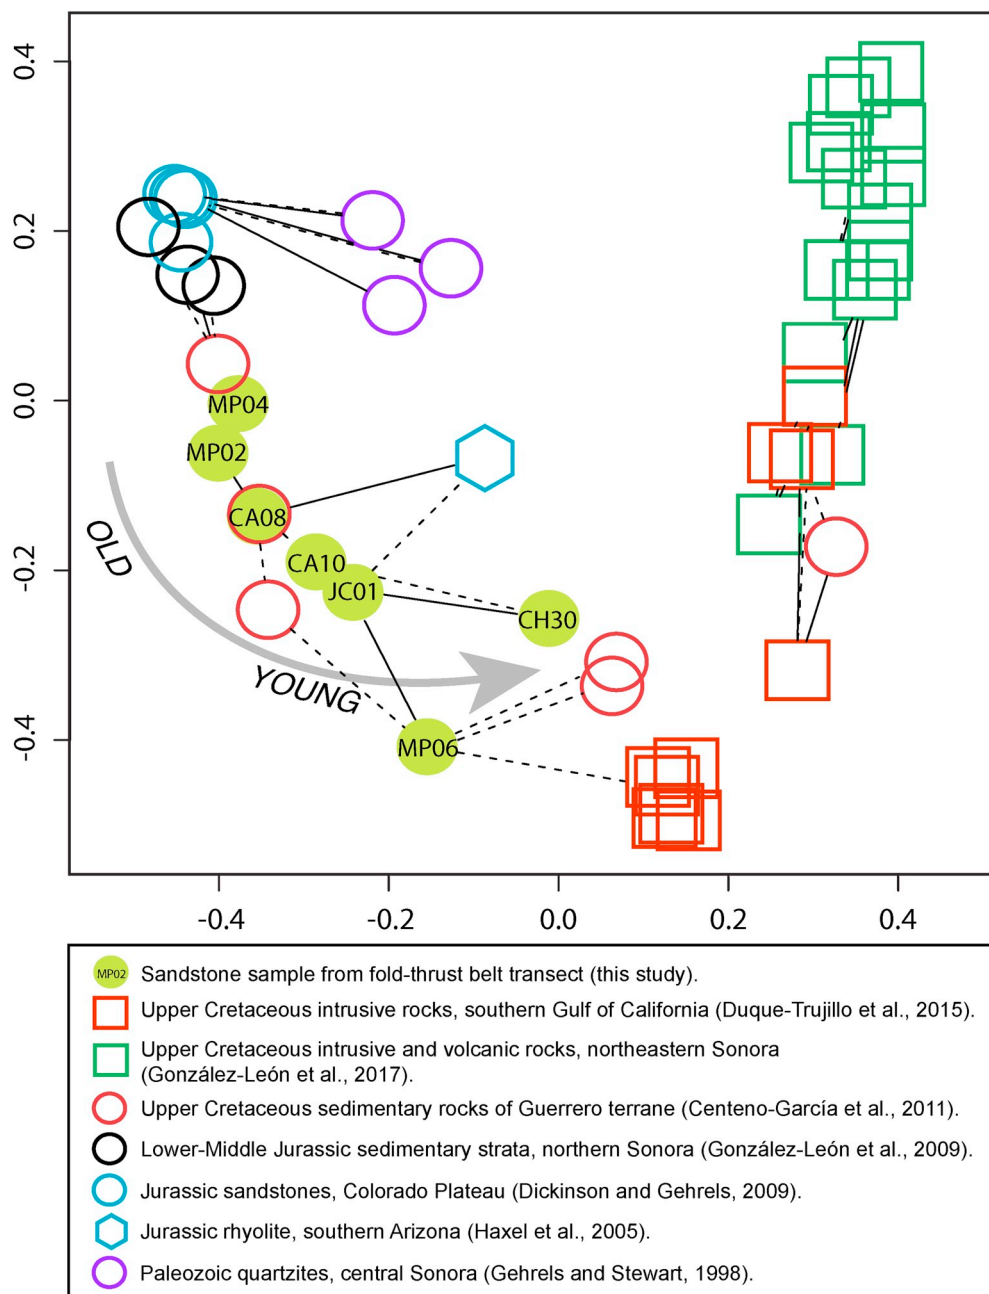 0.4
0.2
0.0
-0.2
-0.4
MP04
MP02
CA08
CA10
JC01
CH30
MP06
OLD
YOUNG
-0.4 -0.2 0.0 0.2 0.4
MP02 Sandstone sample from fold-thrust belt transect (this study).
Upper Cretaceous intrusive rocks, southern Gulf of California (Duque-Trujillo et al., 2015).
Upper Cretaceous intrusive and volcanic rocks, northeastern Sonora
(González-León et al., 2017).
Upper Cretaceous sedimentary rocks of Guerrero terrane (Centeno-García et al., 2011).
Lower-Middle Jurassic sedimentary strata, northern Sonora (González-León et al., 2009).
Jurassic sandstones, Colorado Plateau (Dickinson and Gehrels, 2009).
Jurassic rhyolite, southern Arizona (Haxel et al., 2005).
Paleozoic quartzites, central Sonora (Gehrels and Stewart, 1998).